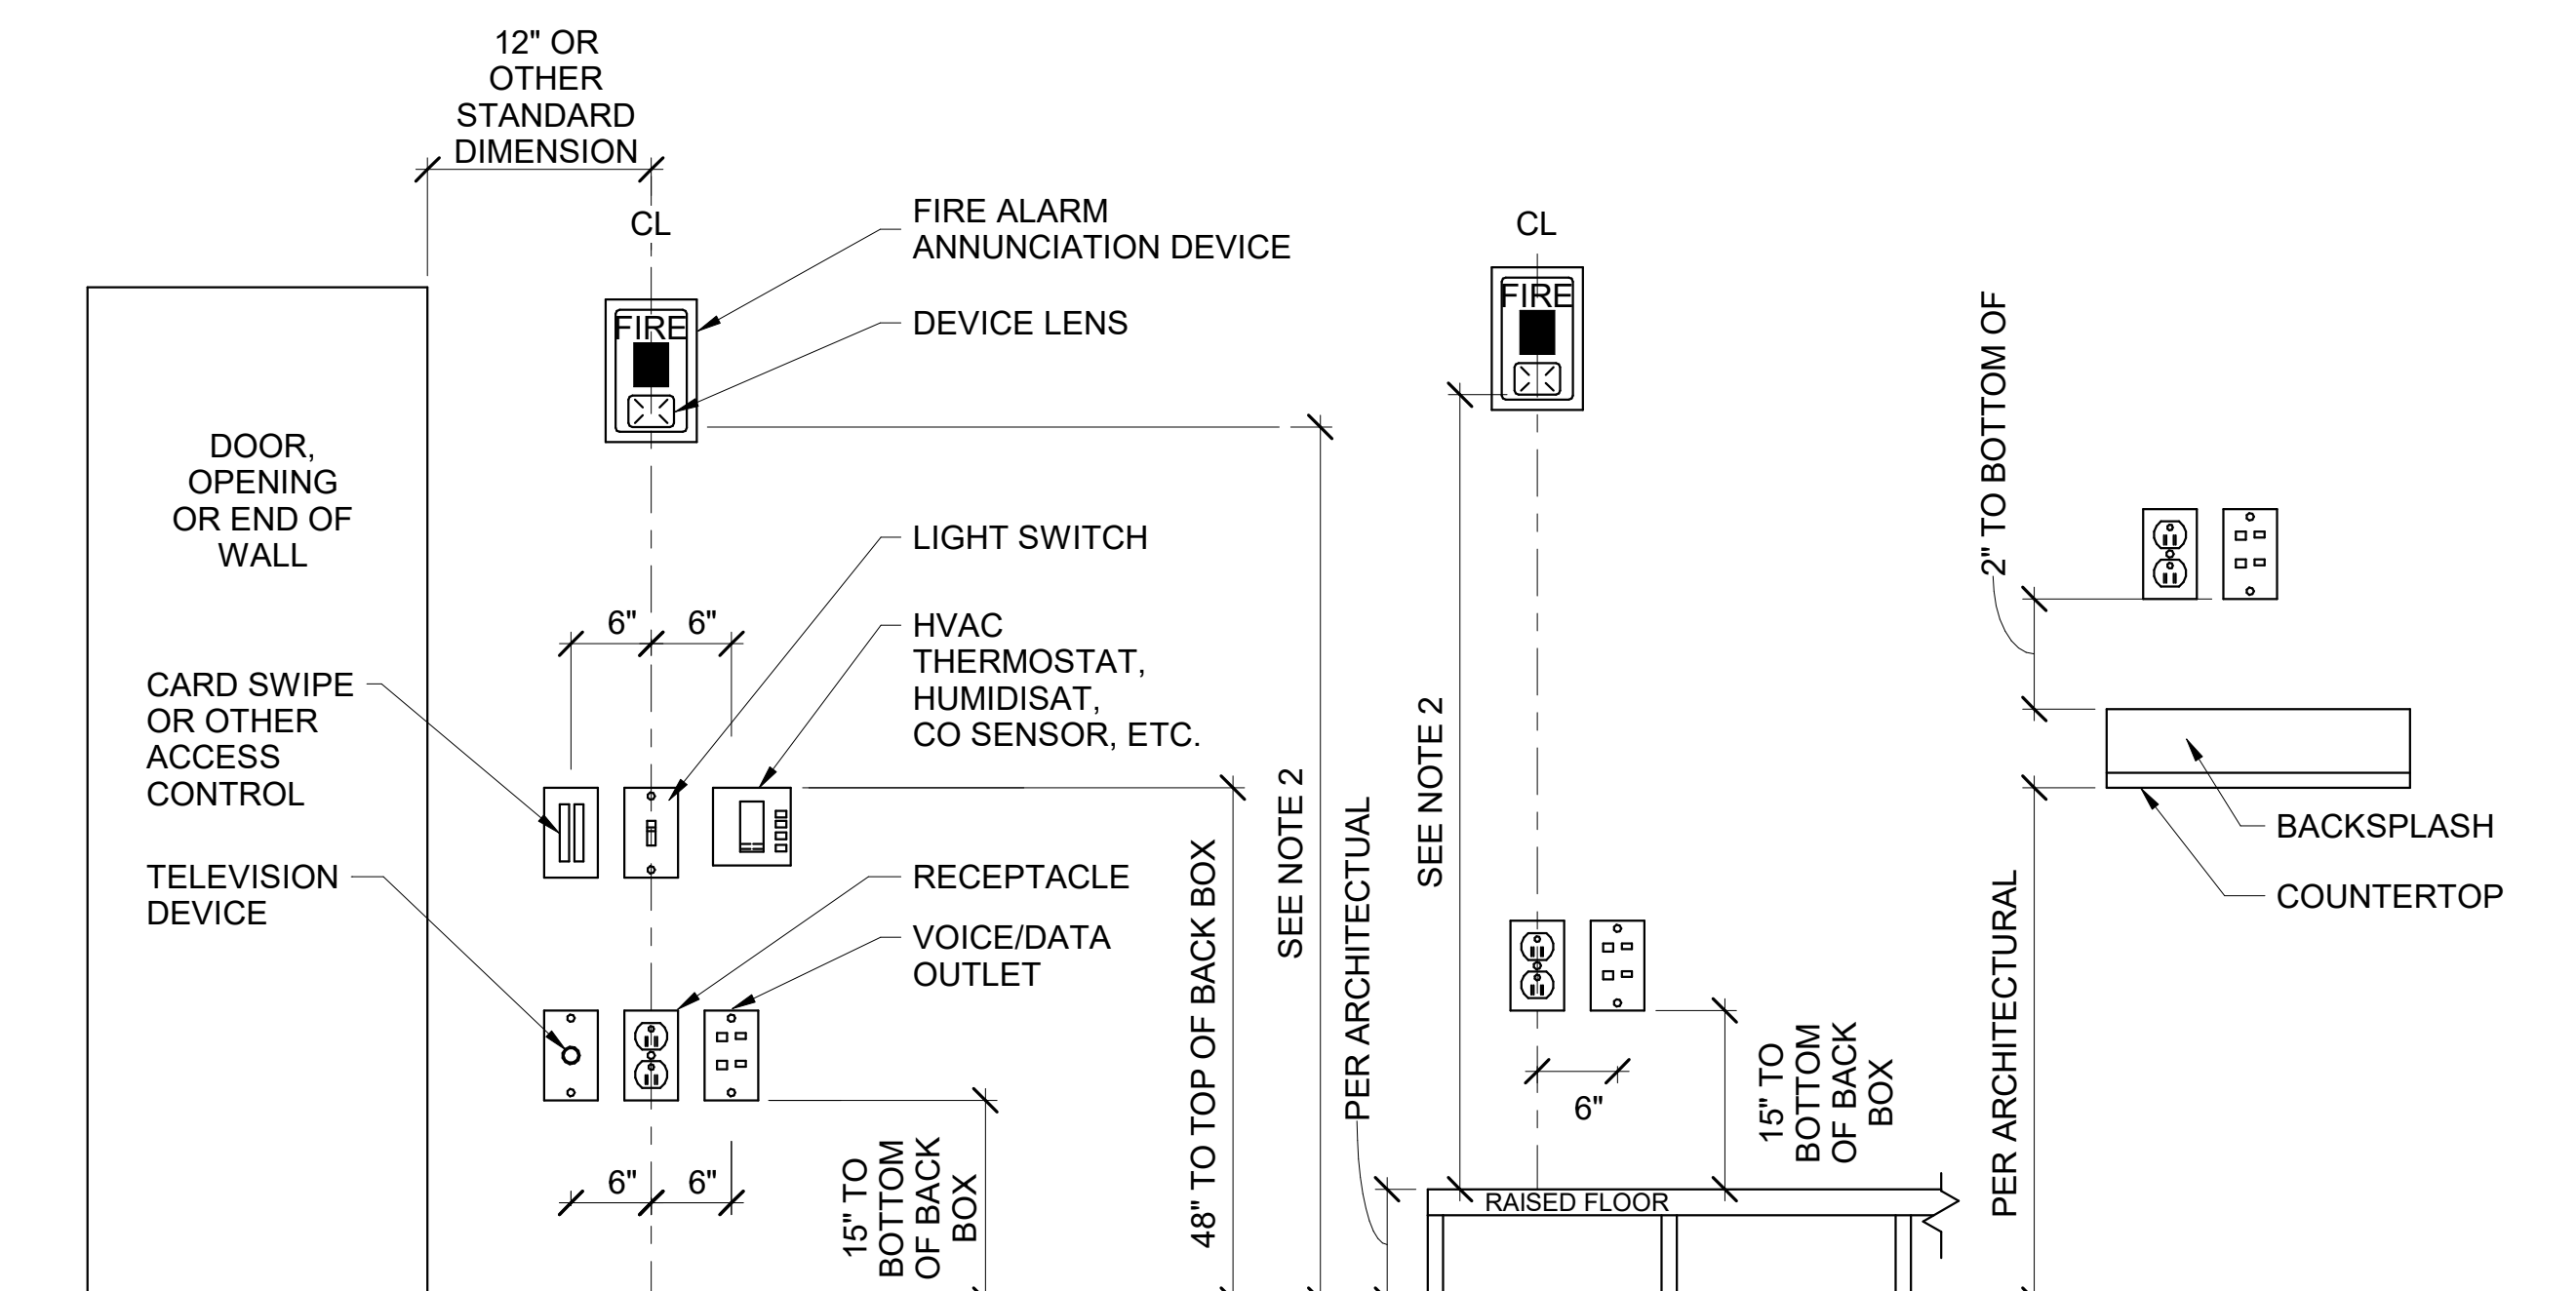 12" OR
OTHER
STANDARD
DIMENSION
CL
FIRE ALARM
ANNUNCIATION DEVICE
FIRE
DEVICE LENS
DOOR,
OPENING
OR END OF
WALL
LIGHT SWITCH
6"
6"
HVAC
THERMOSTAT,
HUMIDISAT,
CO SENSOR, ETC.
CARD SWIPE
OR OTHER
ACCESS
CONTROL
TELEVISION
DEVICE
RECEPTACLE
VOICE/DATA
OUTLET
6"
6"
15" TO
BOTTOM
OF BACK
BOX
48" TO TOP OF BACK BOX
SEE NOTE 2
PER ARCHITECTUAL
CL
FIRE
SEE NOTE 2
6"
15" TO
BOTTOM
OF BACK
BOX
RAISED FLOOR
2" TO BOTTOM OF
PER ARCHITECTURAL
BACKSPLASH
COUNTERTOP